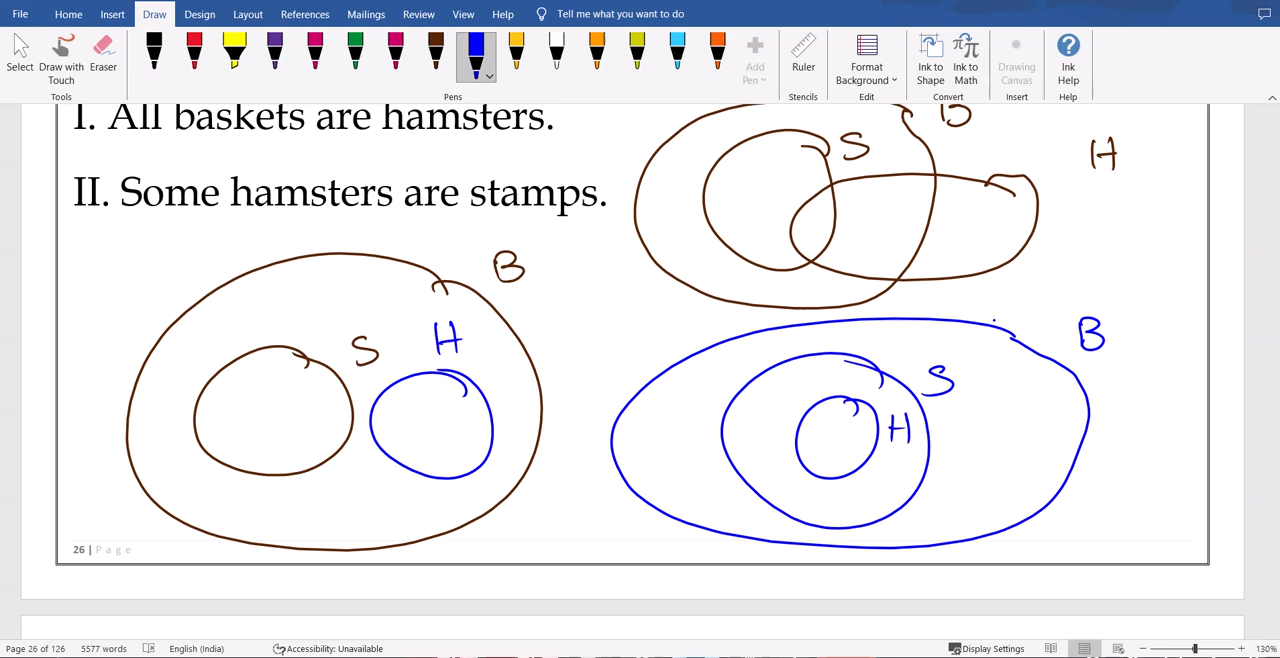 File Home Insert Draw Design Layout References Mailings Review View Help Tell me what you want to do
Select Draw with Touch Eraser Add Pen Ruler Format Background Ink to Shape Ink to Math Drawing Canvas Ink Help
Tools Pens Stencils Edit Convert Insert Help
I. All baskets are hamsters.
B
S
H
II. Some hamsters are stamps.
B
S
H
B
S
H
26 | Page
Page 26 of 126 5577 words English (India) Accessibility: Unavailable Display Settings 130%